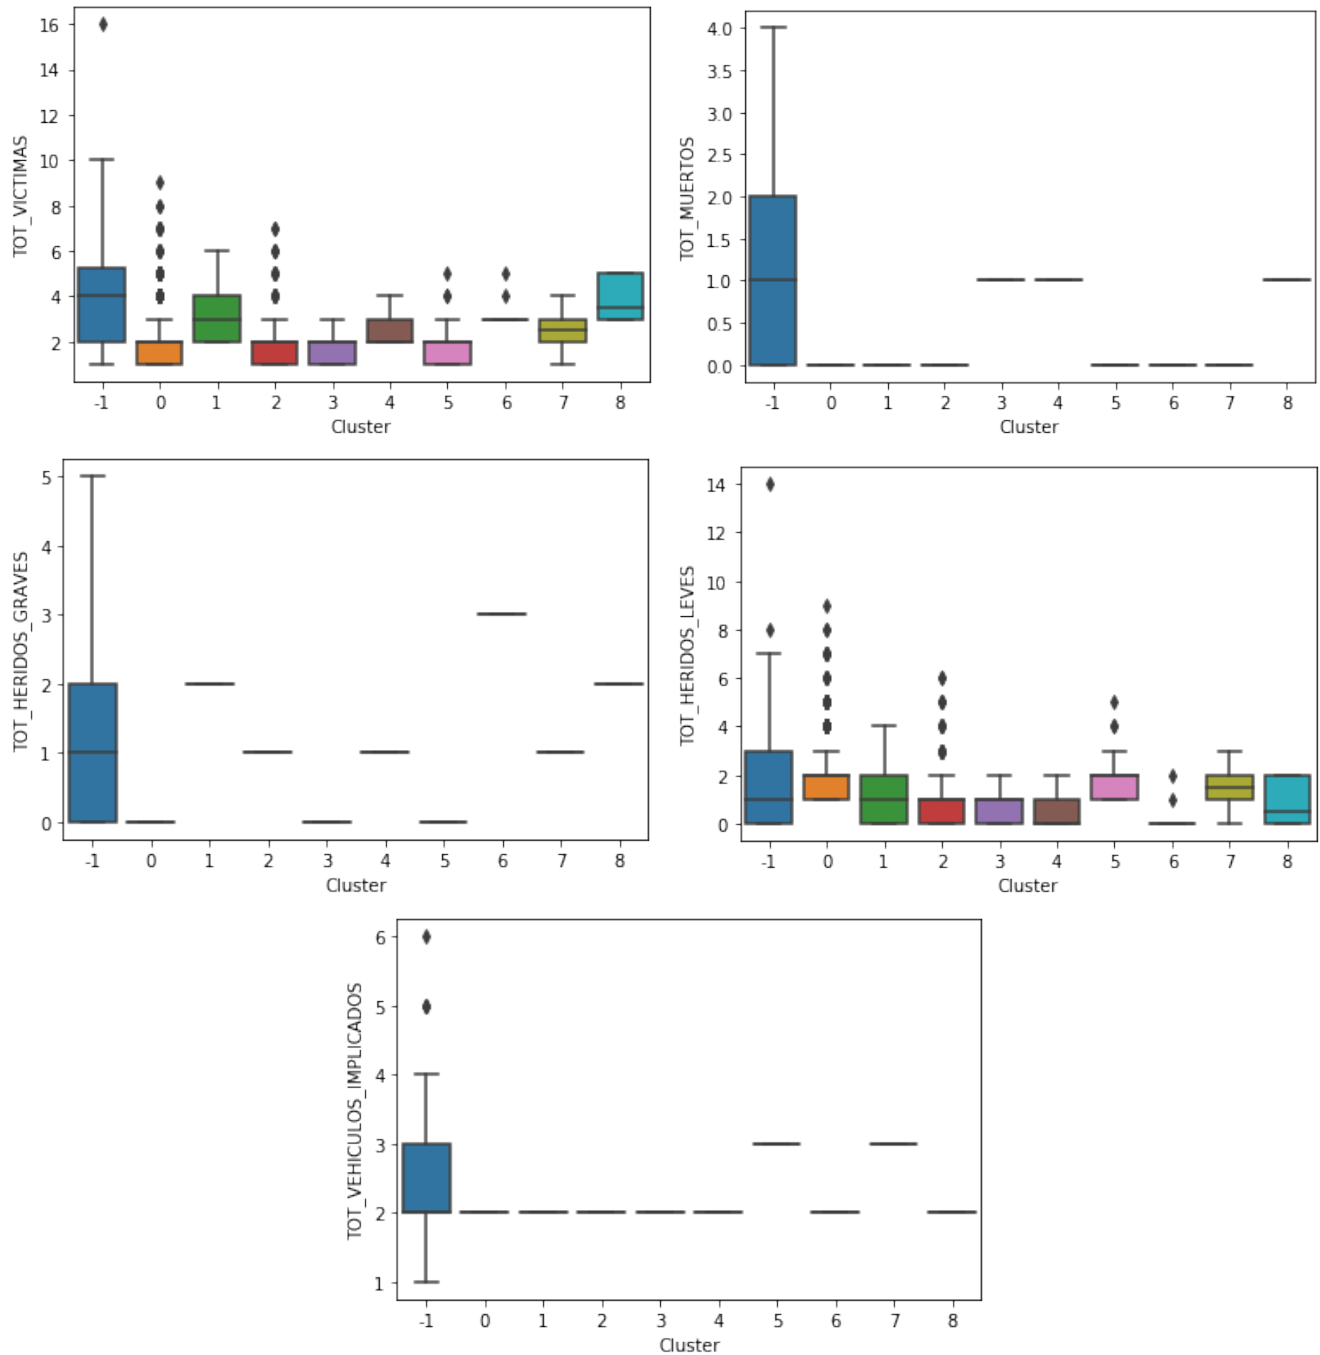 TOT_VICTIMAS
16
14
12
10
8
6
4
2
-1 0 1 2 3 4 5 6 7 8
Cluster
TOT_MUERTOS
4.0
3.5
3.0
2.5
2.0
1.5
1.0
0.5
0.0
-1 0 1 2 3 4 5 6 7 8
Cluster
TOT_HERIDOS_GRAVES
5
4
3
2
1
0
-1 0 1 2 3 4 5 6 7 8
Cluster
TOT_HERIDOS_LEVES
14
12
10
8
6
4
2
0
-1 0 1 2 3 4 5 6 7 8
Cluster
TOT_VEHICULOS_IMPLICADOS
6
5
4
3
2
1
-1 0 1 2 3 4 5 6 7 8
Cluster